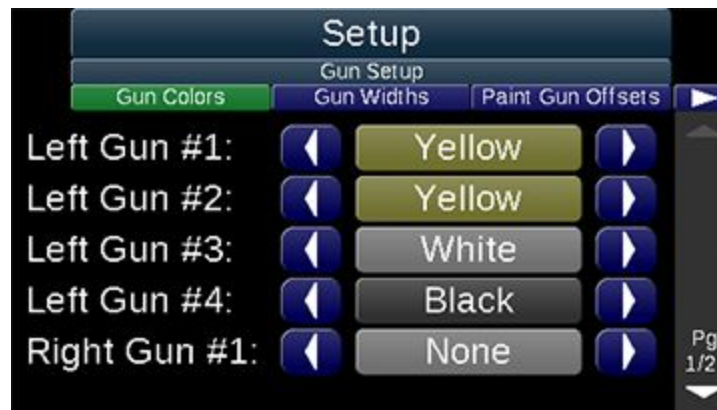 Setup
Gun Setup
Gun Colors Gun Widths Paint Gun Offsets
Left Gun #1: Yellow
Left Gun #2: Yellow
Left Gun #3: White
Left Gun #4: Black
Right Gun #1: None
Pg
1/2